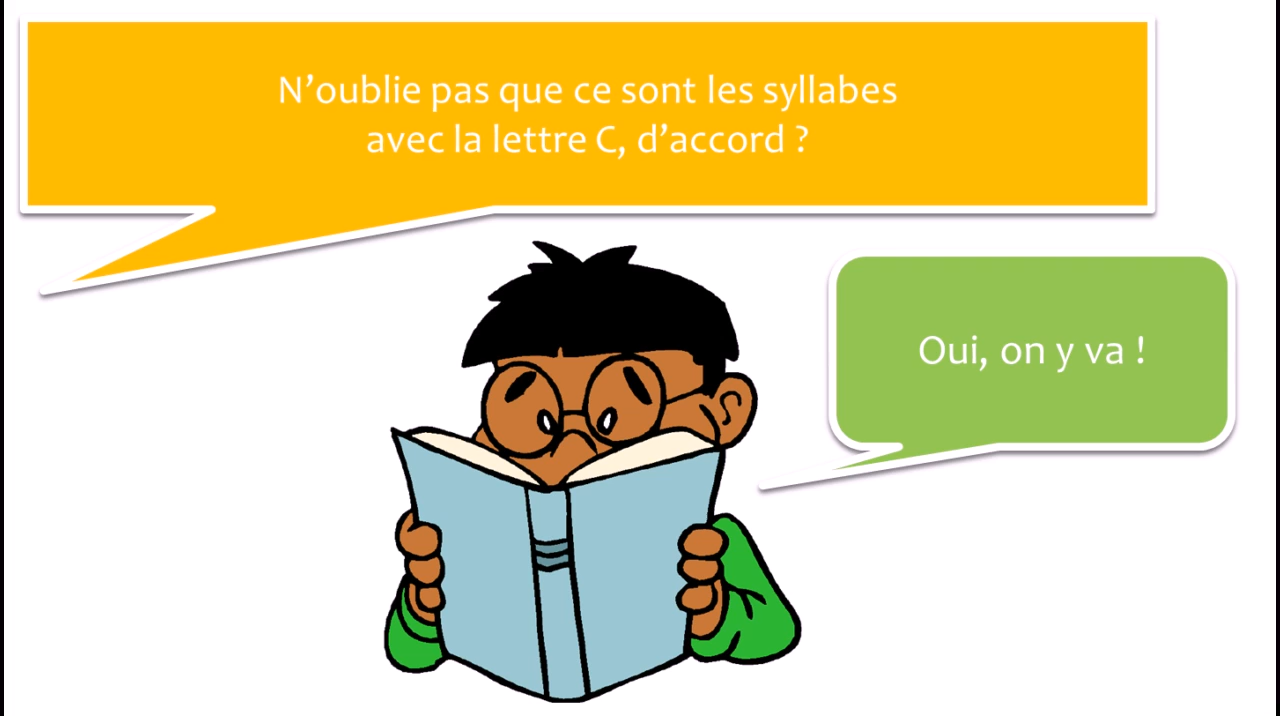 N’oublie pas que ce sont les syllabes
avec la lettre C, d’accord ?
Oui, on y va !